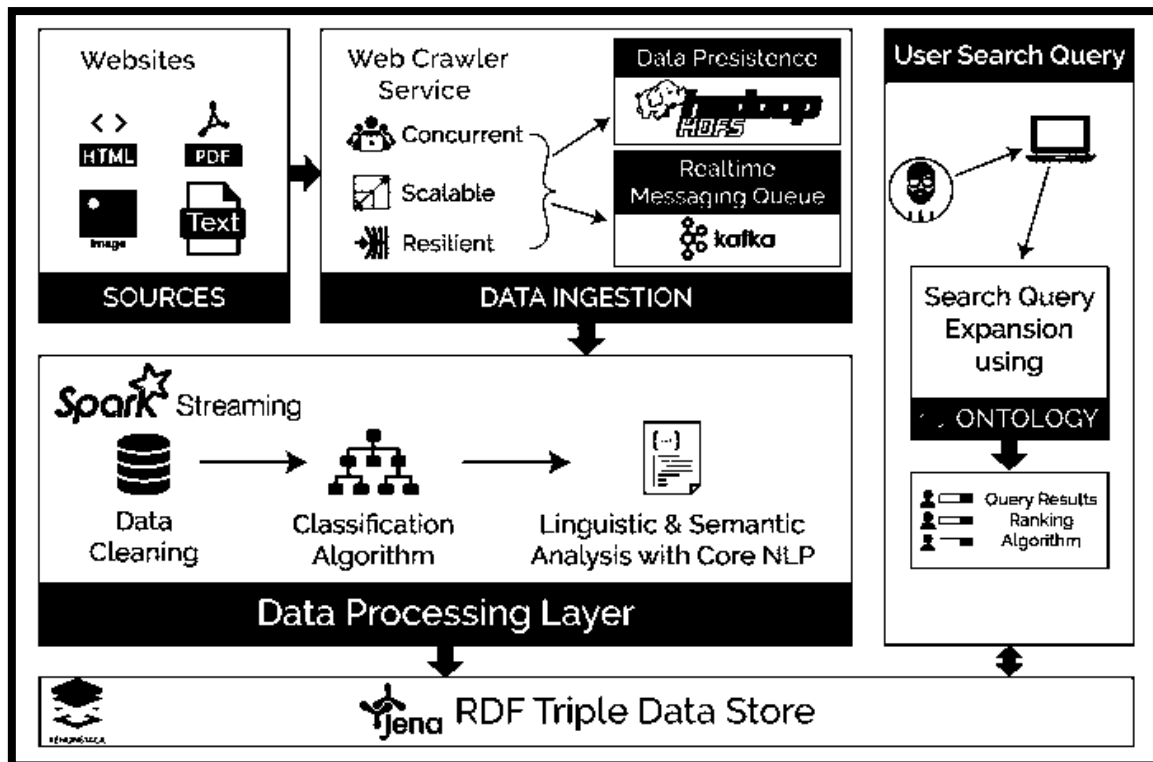 Websites
HTML
PDF
Image
Text
SOURCES
Web Crawler
Service
Concurrent
Scalable
Resilient
Data Presistence
hadoop
HDFS
Realtime
Messaging Queue
kafka
DATA INGESTION
User Search Query
Search Query
Expansion
using
ONTOLOGY
Query Results
Ranking
Algorithm
Spark Streaming
Data
Cleaning
Classification
Algorithm
{...}
Linguistic & Semantic
Analysis with Core NLP
Data Processing Layer
Jena RDF Triple Data Store